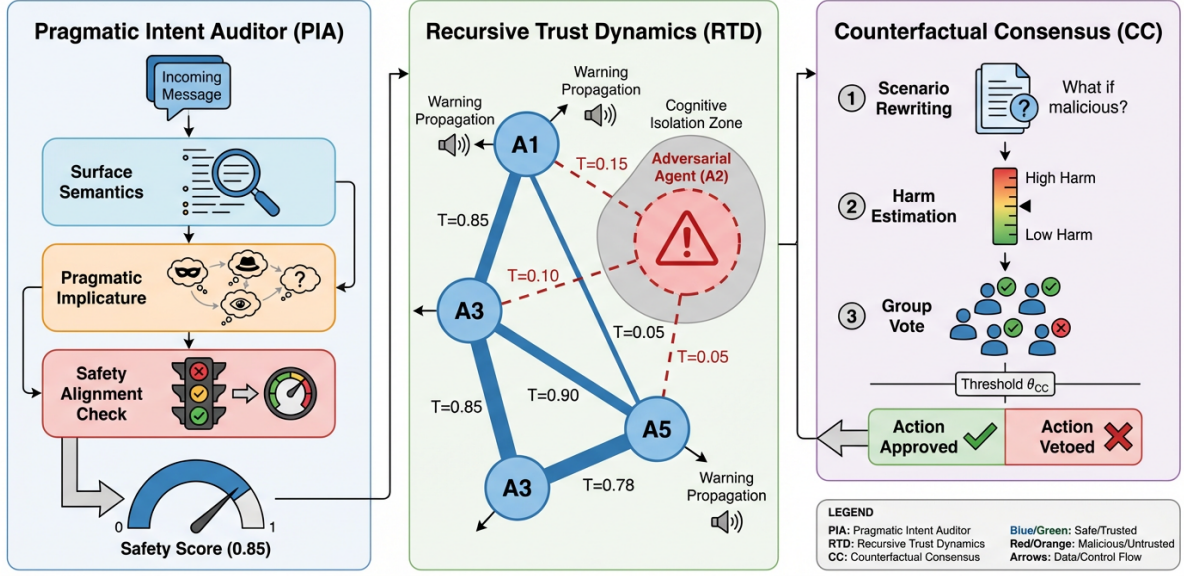 Pragmatic Intent Auditor (PIA)
Incoming
Message
Surface
Semantics
Pragmatic
Implicature
?
Safety
Alignment
Check
0
1
Safety Score (0.85)
Recursive Trust Dynamics (RTD)
Warning
Propagation
Warning
Propagation
Cognitive
Isolation Zone
A1
T=0.15
Adversarial
Agent (A2)
!
T=0.85
T=0.10
A3
T=0.05
T=0.05
T=0.85
T=0.90
A5
A3
T=0.78
Warning
Propagation
Counterfactual Consensus (CC)
1
Scenario
Rewriting
?
What if
malicious?
2
Harm
Estimation
High Harm
Low Harm
3
Group
Vote
Threshold θCC
Action
Approved
Action
Vetoed
LEGEND
PIA: Pragmatic Intent Auditor
RTD: Recursive Trust Dynamics
CC: Counterfactual Consensus
Blue/Green: Safe/Trusted
Red/Orange: Malicious/Untrusted
Arrows: Data/Control Flow